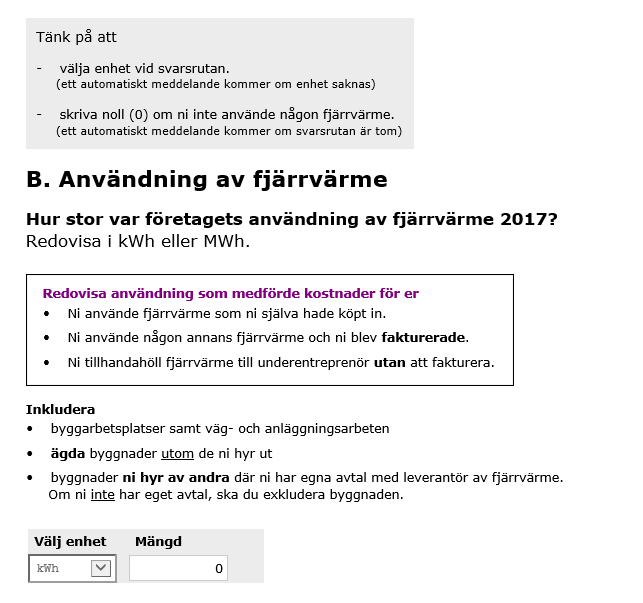 Tänk på att
- välja enhet vid svarsrutan.
(ett automatiskt meddelande kommer om enhet saknas)
- skriva noll (0) om ni inte använde någon fjärrvärme.
(ett automatiskt meddelande kommer om svarsrutan är tom)
B. Användning av fjärrvärme
Hur stor var företagets användning av fjärrvärme 2017?
Redovisa i kWh eller MWh.
Redovisa användning som medförde kostnader för er
• Ni använde fjärrvärme som ni själva hade köpt in.
• Ni använde någon annans fjärrvärme och ni blev fakturerade.
• Ni tillhandahöll fjärrvärme till underentreprenör utan att fakturera.
Inkludera
• byggarbetsplatser samt väg- och anläggningsarbeten
• ägda byggnader utom de ni hyr ut
• byggnader ni hyr av andra där ni har egna avtal med leverantör av fjärrvärme.
Om ni inte har eget avtal, ska du exkludera byggnaden.
Välj enhet Mängd
kWh 0